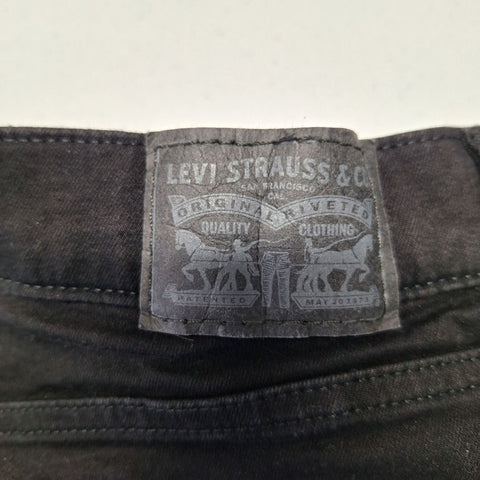 LEVI STRAUSS & CO
SAN FRANCISCO
CAL
ORIGINAL RIVETED
QUALITY CLOTHING
PATENTED MAY 20 1873